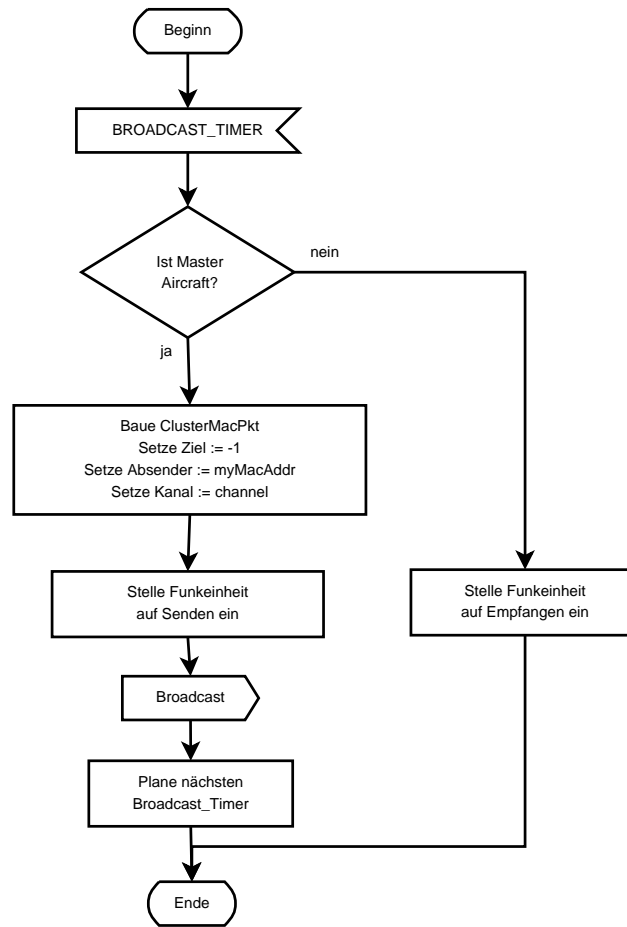 Beginn
BROADCAST_TIMER
Ist Master
Aircraft?
nein
ja
Baue ClusterMacPkt
Setze Ziel := -1
Setze Absender := myMacAddr
Setze Kanal := channel
Stelle Funkeinheit
auf Senden ein
Stelle Funkeinheit
auf Empfangen ein
Broadcast
Plane nächsten
Broadcast_Timer
Ende